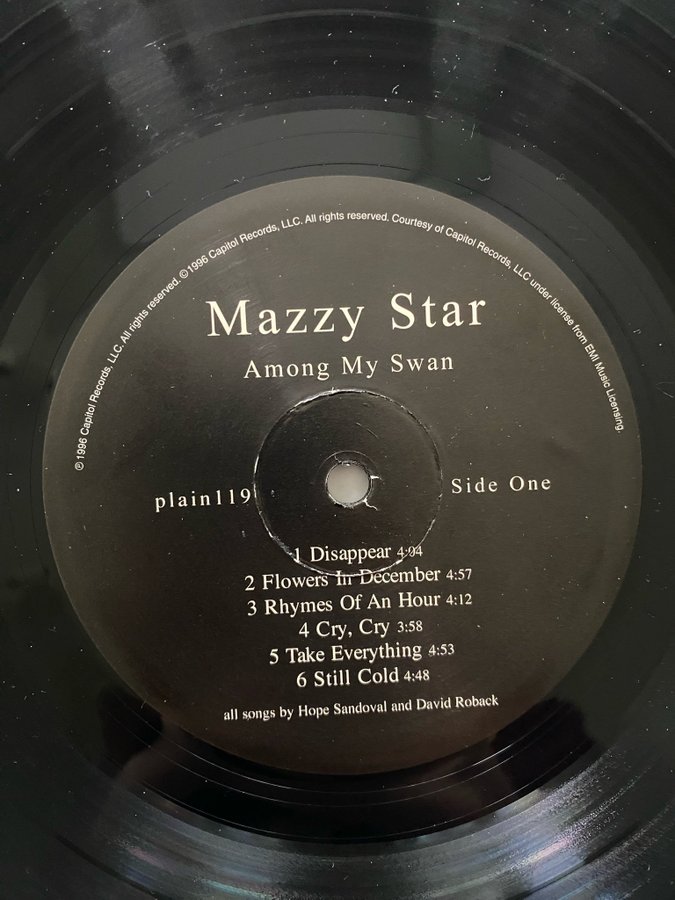 ℗ 1996 Capitol Records, LLC. All rights reserved. © 1996 Capitol Records, LLC. All rights reserved. Courtesy of Capitol Records, LLC under license from EMI Music Licensing.
Mazzy Star
Among My Swan
plain119
Side One
1 Disappear 4:04
2 Flowers In December 4:57
3 Rhymes Of An Hour 4:12
4 Cry, Cry 3:58
5 Take Everything 4:53
6 Still Cold 4:48
all songs by Hope Sandoval and David Roback